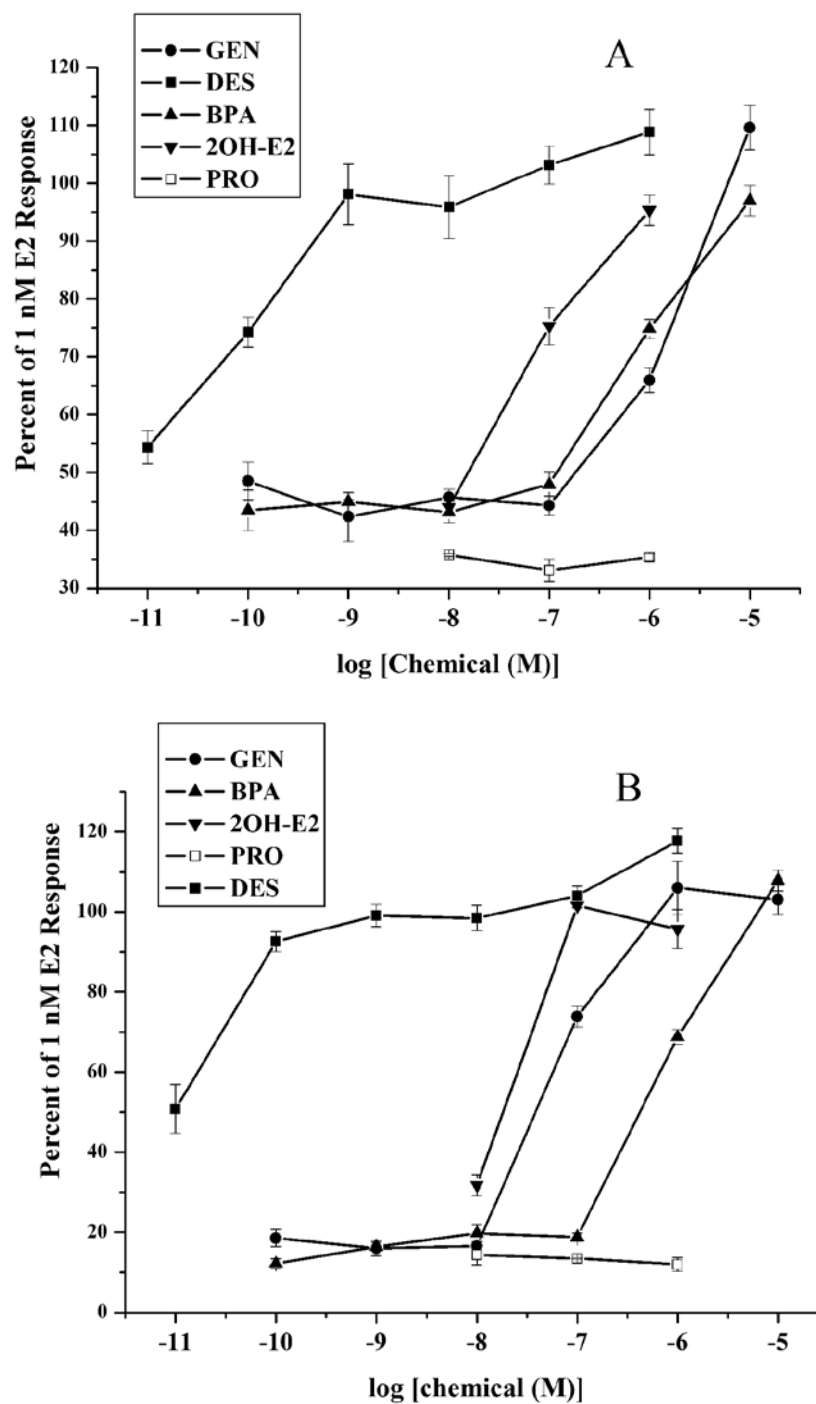 GEN
DES
BPA
2OH-E2
PRO
A
120
110
100
90
80
70
60
50
40
30
Percent of 1 nM E2 Response
-11 -10 -9 -8 -7 -6 -5
log [Chemical (M)]
GEN
BPA
2OH-E2
PRO
DES
B
120
100
80
60
40
20
0
Percent of 1 nM E2 Response
-11 -10 -9 -8 -7 -6 -5
log [chemical (M)]